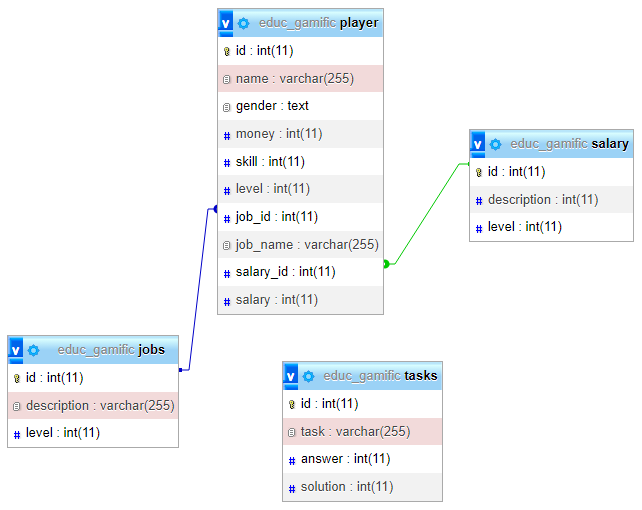 v educ_gamific player
id : int(11)
name : varchar(255)
gender : text
# money : int(11)
# skill : int(11)
# level : int(11)
# job_id : int(11)
job_name : varchar(255)
# salary_id : int(11)
# salary : int(11)
v educ_gamific salary
id : int(11)
# description : int(11)
# level : int(11)
v educ_gamific jobs
id : int(11)
description : varchar(255)
# level : int(11)
v educ_gamific tasks
id : int(11)
task : varchar(255)
# answer : int(11)
# solution : int(11)